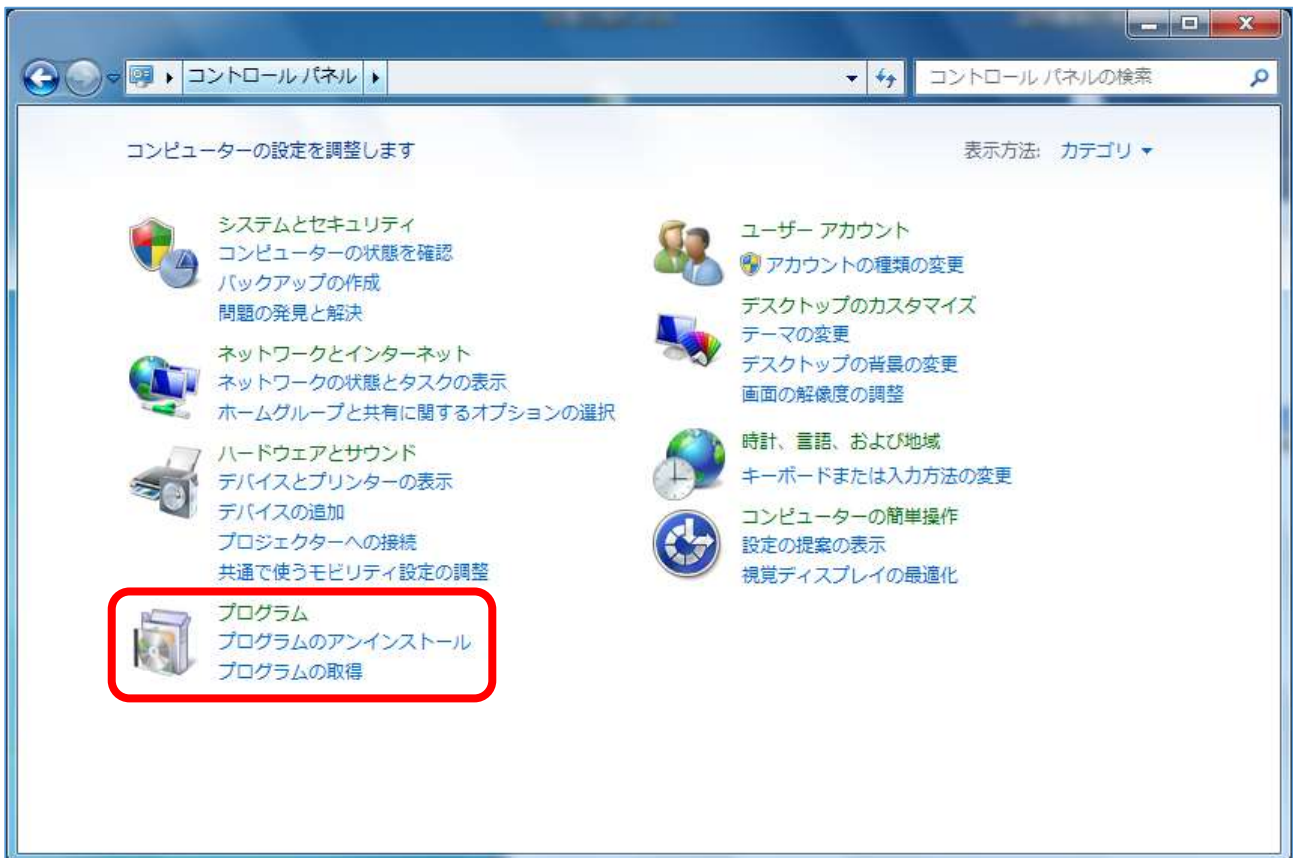 コントロール パネル
コントロール パネルの検索
コンピューターの設定を調整します
表示方法: カテゴリ
システムとセキュリティ
コンピューターの状態を確認
バックアップの作成
問題の発見と解決
ネットワークとインターネット
ネットワークの状態とタスクの表示
ホームグループと共有に関するオプションの選択
ハードウェアとサウンド
デバイスとプリンターの表示
デバイスの追加
プロジェクターへの接続
共通で使うモビリティ設定の調整
プログラム
プログラムのアンインストール
プログラムの取得
ユーザー アカウント
アカウントの種類の変更
デスクトップのカスタマイズ
テーマの変更
デスクトップの背景の変更
画面の解像度の調整
時計、言語、および地域
キーボードまたは入力方法の変更
コンピューターの簡単操作
設定の提案の表示
視覚ディスプレイの最適化